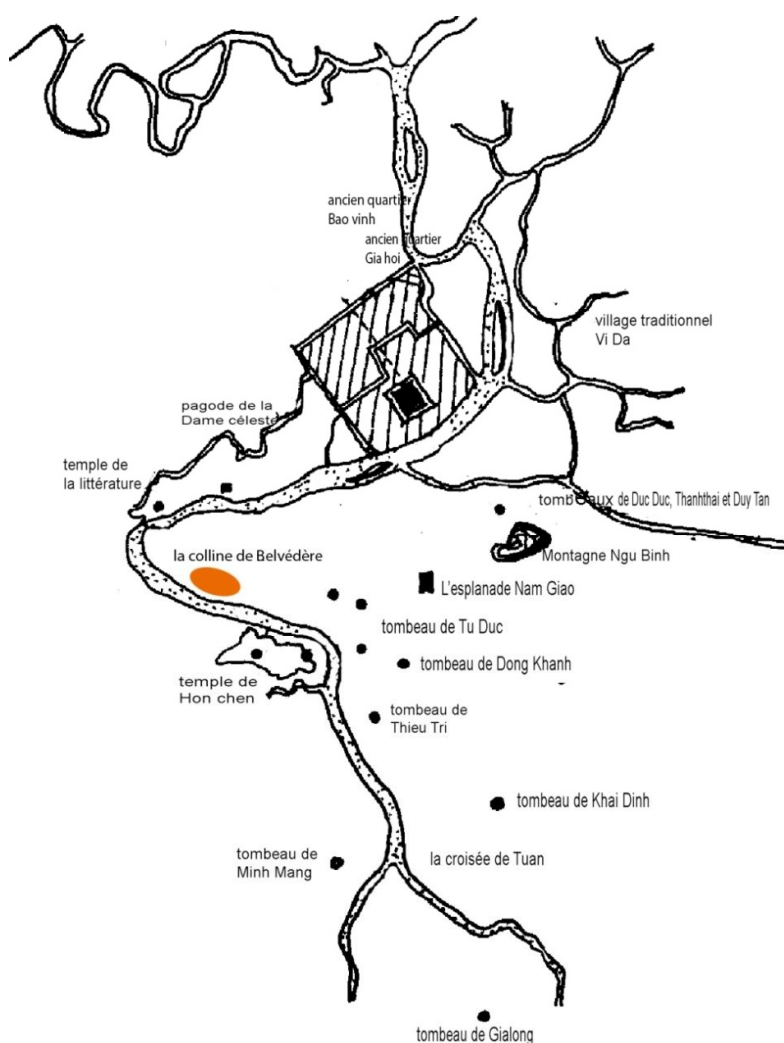 ancien quartier
Bao vinh
ancien quartier
Gia hoi
village traditionnel
Vi Da
pagode de la
Dame céleste
temple de
la littérature
tombeaux de Duc Duc, Thanhthai et Duy Tan
Montagne Ngu Binh
la colline de Belvédère
L'esplanade Nam Giao
tombeau de Tu Duc
tombeau de Dong Khanh
temple de
Hon chen
tombeau de
Thieu Tri
tombeau de Khai Dinh
tombeau de
Minh Mang
la croisée de Tuan
tombeau de Gialong